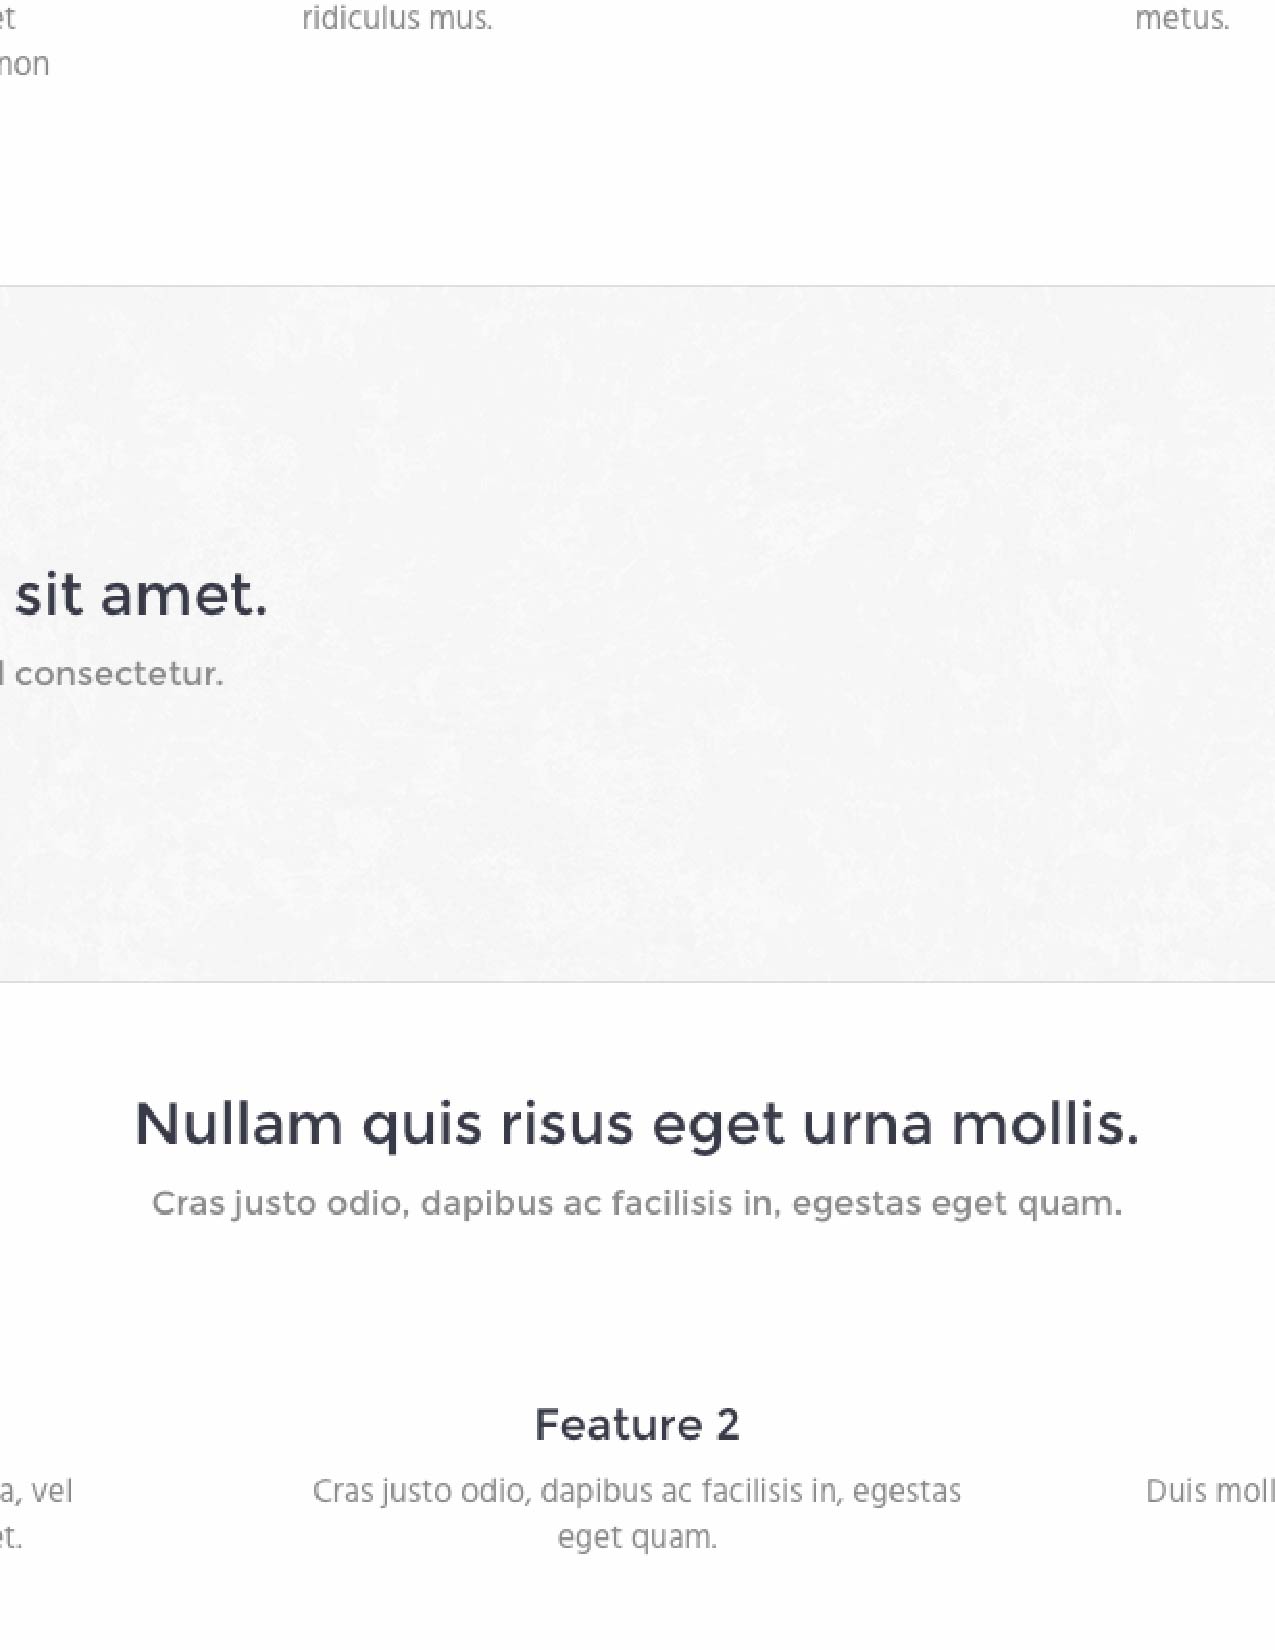 et
ridiculus mus.
metus.
non
sit amet.
consectetur.
Nullam quis risus eget urna mollis.
Cras justo odio, dapibus ac facilisis in, egestas eget quam.
Feature 2
a, vel
Cras justo odio, dapibus ac facilisis in, egestas
Duis moll
et.
eget quam.